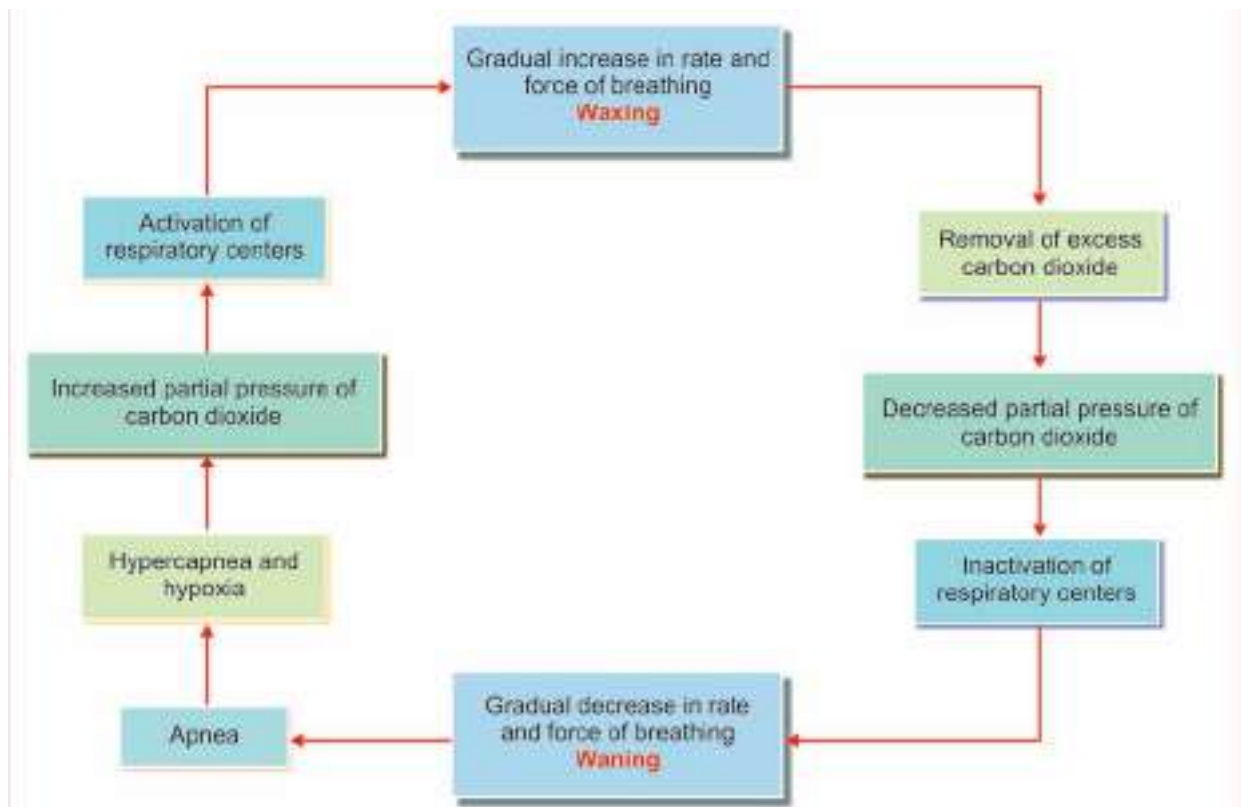 Gradual increase in rate and
force of breathing
Waxing
Removal of excess
carbon dioxide
Decreased partial pressure of
carbon dioxide
Inactivation of
respiratory centers
Gradual decrease in rate
and force of breathing
Waning
Apnea
Hypercapnea and
hypoxia
Increased partial pressure of
carbon dioxide
Activation of
respiratory centers